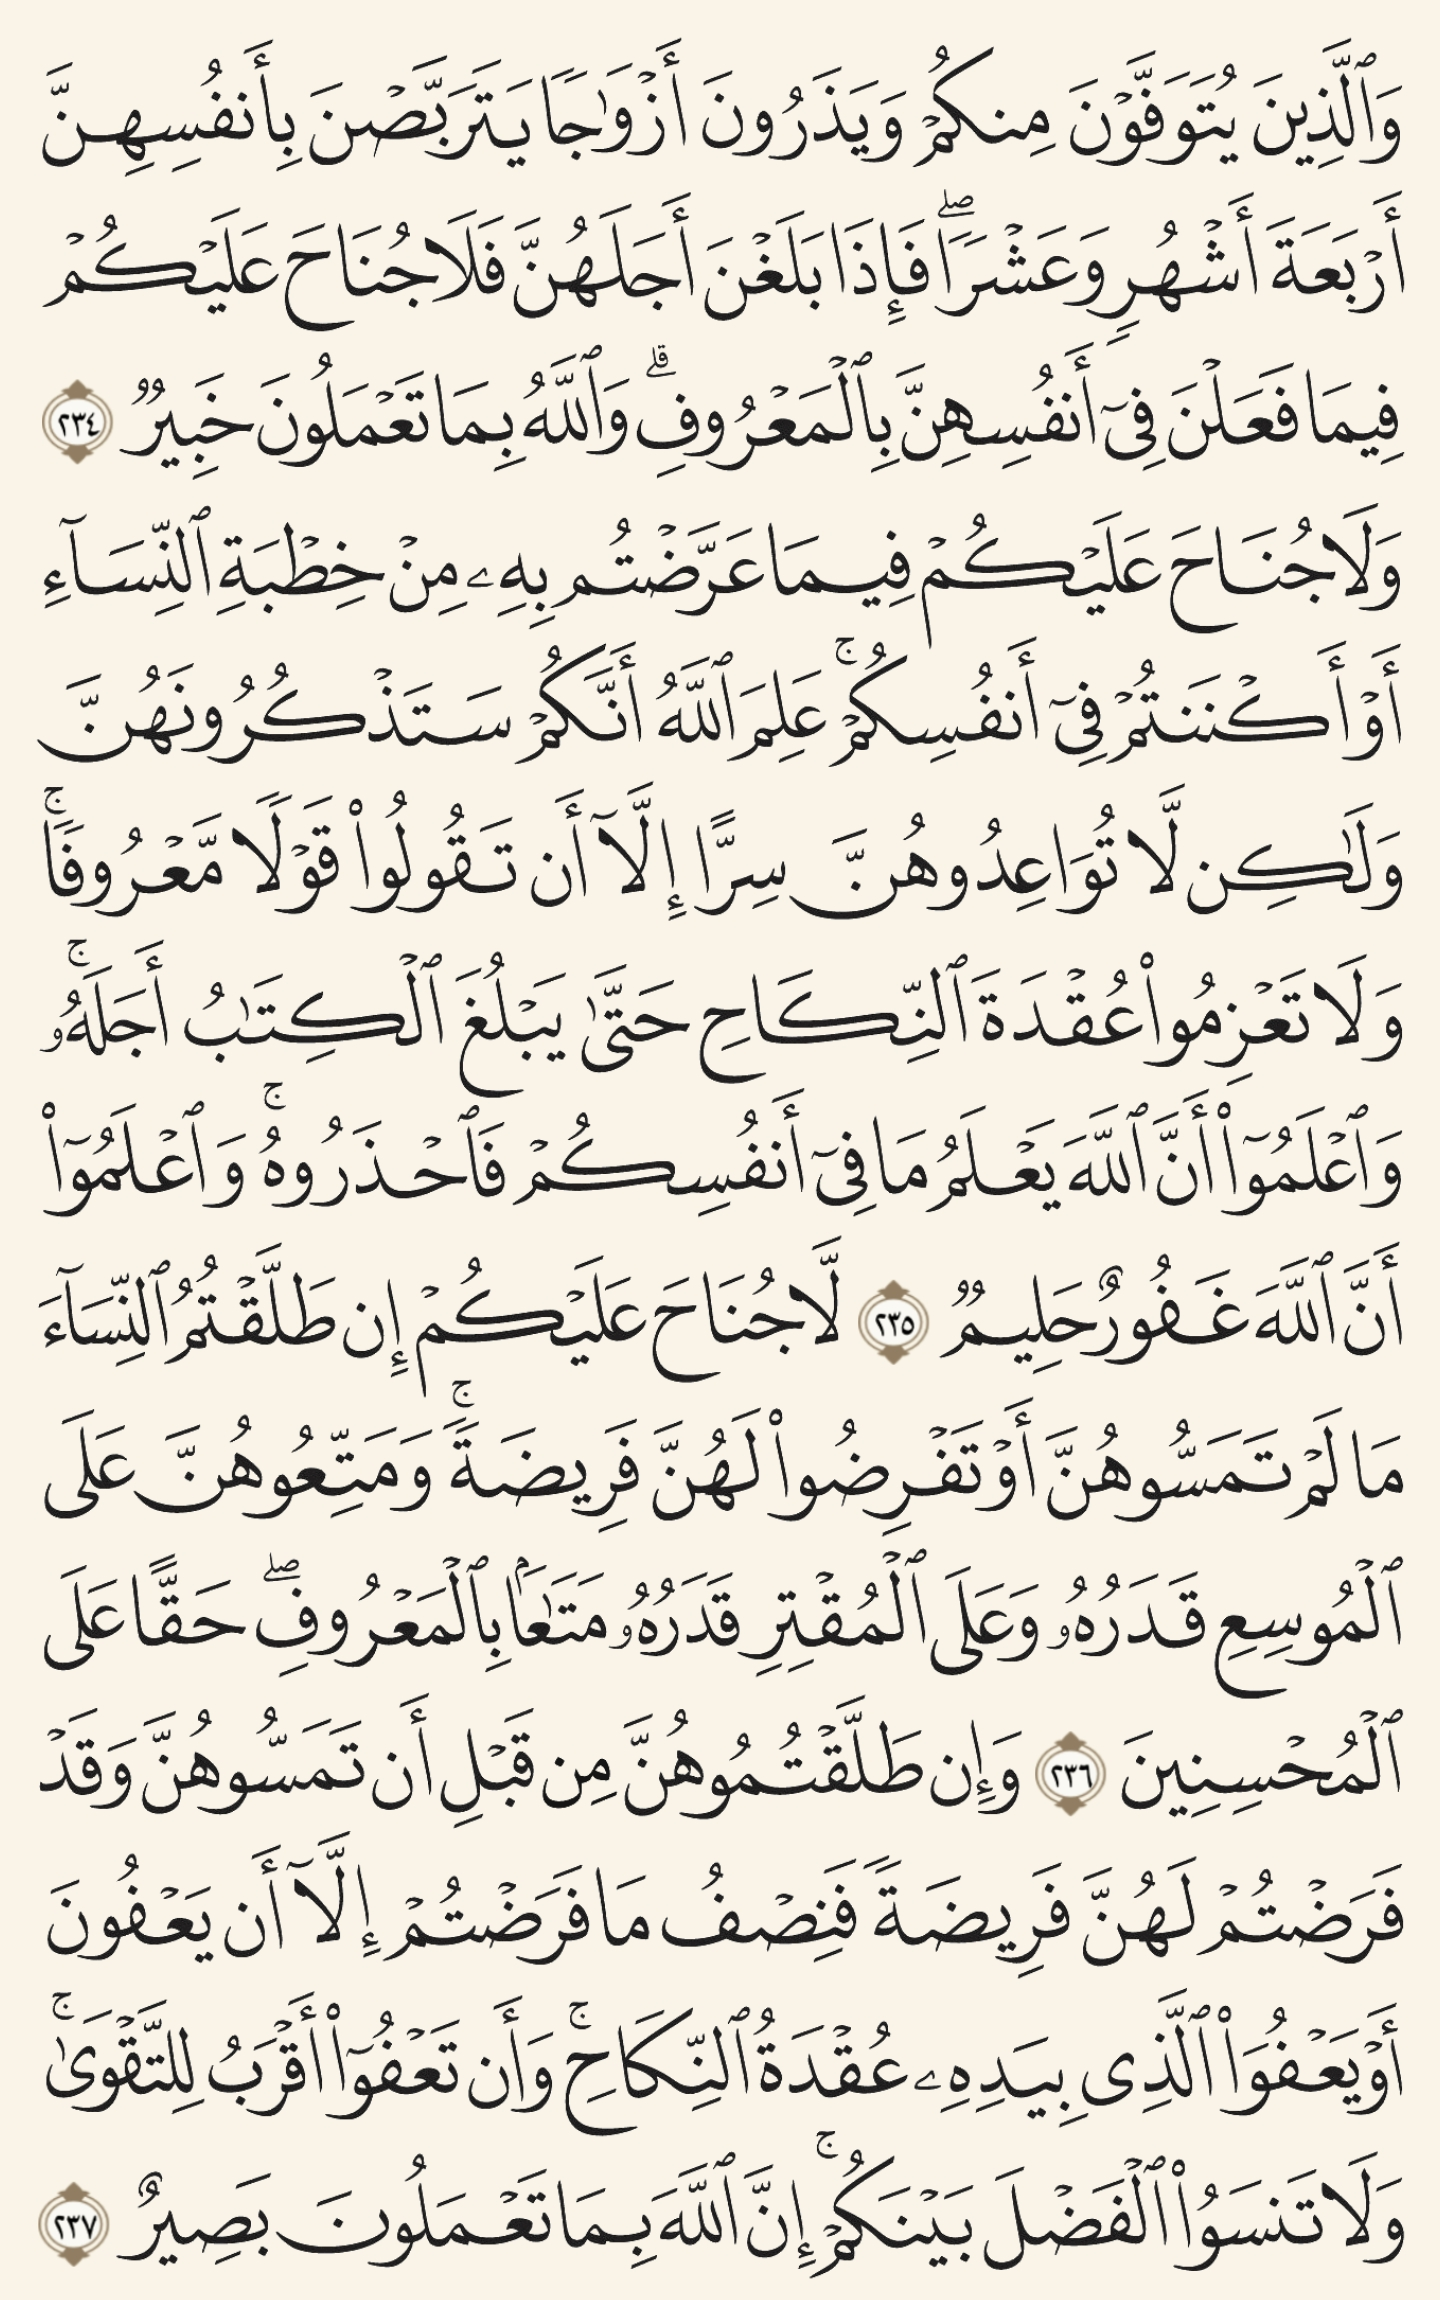 وَٱلَّذِينَ يُتَوَفَّوۡنَ مِنكُمۡ وَيَذَرُونَ أَزۡوَٰجٗا يَتَرَبَّصۡنَ بِأَنفُسِهِنَّ
أَرۡبَعَةَ أَشۡهُرٖ وَعَشۡرٗاۖ فَإِذَا بَلَغۡنَ أَجَلَهُنَّ فَلَا جُنَاحَ عَلَيۡكُمۡ
فِيمَا فَعَلۡنَ فِيٓ أَنفُسِهِنَّ بِٱلۡمَعۡرُوفِۗ وَٱللَّهُ بِمَا تَعۡمَلُونَ خَبِيرٞ ٢٣٤
وَلَا جُنَاحَ عَلَيۡكُمۡ فِيمَا عَرَّضۡتُم بِهِۦ مِنۡ خِطۡبَةِ ٱلنِّسَآءِ
أَوۡ أَكۡنَنتُمۡ فِيٓ أَنفُسِكُمۡۚ عَلِمَ ٱللَّهُ أَنَّكُمۡ سَتَذۡكُرُونَهُنَّ
وَلَٰكِن لَّا تُوَاعِدُوهُنَّ سِرًّا إِلَّآ أَن تَقُولُواْ قَوۡلٗا مَّعۡرُوفٗاۚ
وَلَا تَعۡزِمُواْ عُقۡدَةَ ٱلنِّكَاحِ حَتَّىٰ يَبۡلُغَ ٱلۡكِتَٰبُ أَجَلَهُۥۚ
وَٱعۡلَمُوٓاْ أَنَّ ٱللَّهَ يَعۡلَمُ مَا فِيٓ أَنفُسِكُمۡ فَٱحۡذَرُوهُۚ وَٱعۡلَمُوٓاْ
أَنَّ ٱللَّهَ غَفُورٌ حَلِيمٞ ٢٣٥ لَّا جُنَاحَ عَلَيۡكُمۡ إِن طَلَّقۡتُمُ ٱلنِّسَآءَ
مَا لَمۡ تَمَسُّوهُنَّ أَوۡ تَفۡرِضُواْ لَهُنَّ فَرِيضَةٗۚ وَمَتِّعُوهُنَّ عَلَى
ٱلۡمُوسِعِ قَدَرُهُۥ وَعَلَى ٱلۡمُقۡتِرِ قَدَرُهُۥ مَتَٰعَۢا بِٱلۡمَعۡرُوفِۖ حَقًّا عَلَى
ٱلۡمُحۡسِنِينَ ٢٣٦ وَإِن طَلَّقۡتُمُوهُنَّ مِن قَبۡلِ أَن تَمَسُّوهُنَّ وَقَدۡ
فَرَضۡتُمۡ لَهُنَّ فَرِيضَةٗ فَنِصۡفُ مَا فَرَضۡتُمۡ إِلَّآ أَن يَعۡفُونَ
أَوۡ يَعۡفُوَاْ ٱلَّذِي بِيَدِهِۦ عُقۡدَةُ ٱلنِّكَاحِۚ وَأَن تَعۡفُوٓاْ أَقۡرَبُ لِلتَّقۡوَىٰۚ
وَلَا تَنسَوُاْ ٱلۡفَضۡلَ بَيۡنَكُمۡۚ إِنَّ ٱللَّهَ بِمَا تَعۡمَلُونَ بَصِيرٌ ٢٣٧